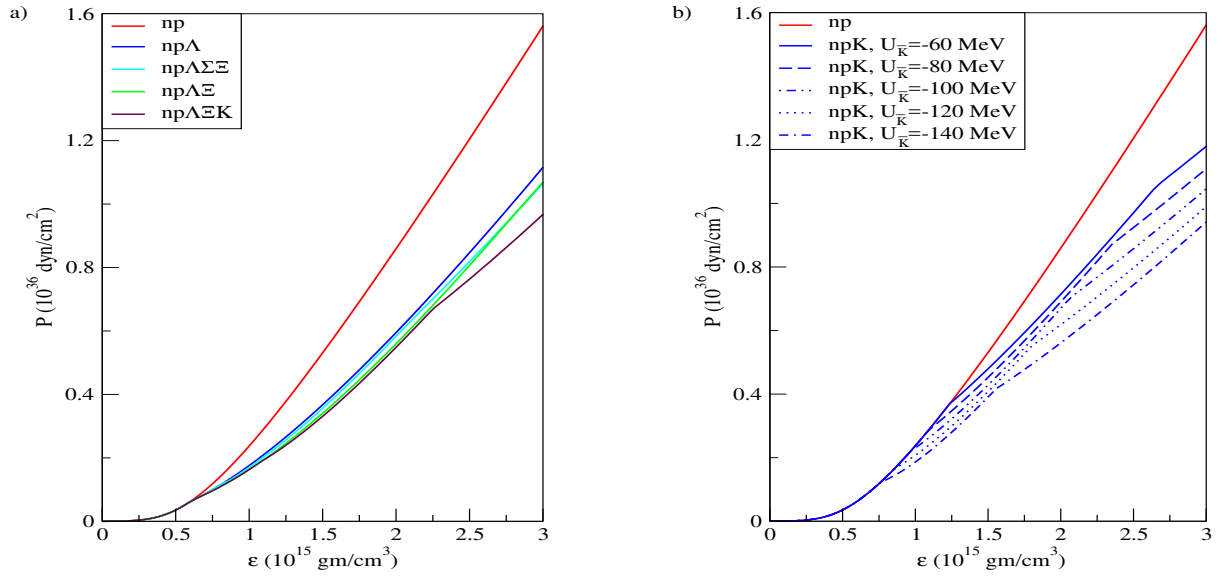 a)
1.6
1.2
0.8
0.4
0
P (10^36 dyn/cm^2)
np
npΛ
npΛΣΞ
npΛΞ
npΛΞK
0 0.5 1 1.5 2 2.5 3
ε (10^15 gm/cm^3)
b)
1.6
1.2
0.8
0.4
0
P (10^36 dyn/cm^2)
np
npK, U_K̅=-60 MeV
npK, U_K̅=-80 MeV
npK, U_K̅=-100 MeV
npK, U_K̅=-120 MeV
npK, U_K̅=-140 MeV
0 0.5 1 1.5 2 2.5 3
ε (10^15 gm/cm^3)